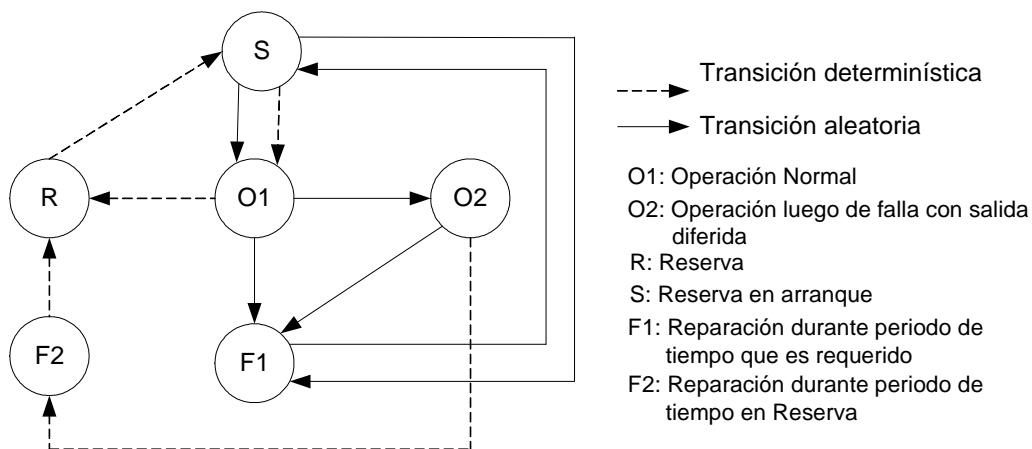 S
R
O1
O2
F2
F1
Transición determinística
Transición aleatoria
O1: Operación Normal
O2: Operación luego de falla con salida
diferida
R: Reserva
S: Reserva en arranque
F1: Reparación durante periodo de
tiempo que es requerido
F2: Reparación durante periodo de
tiempo en Reserva